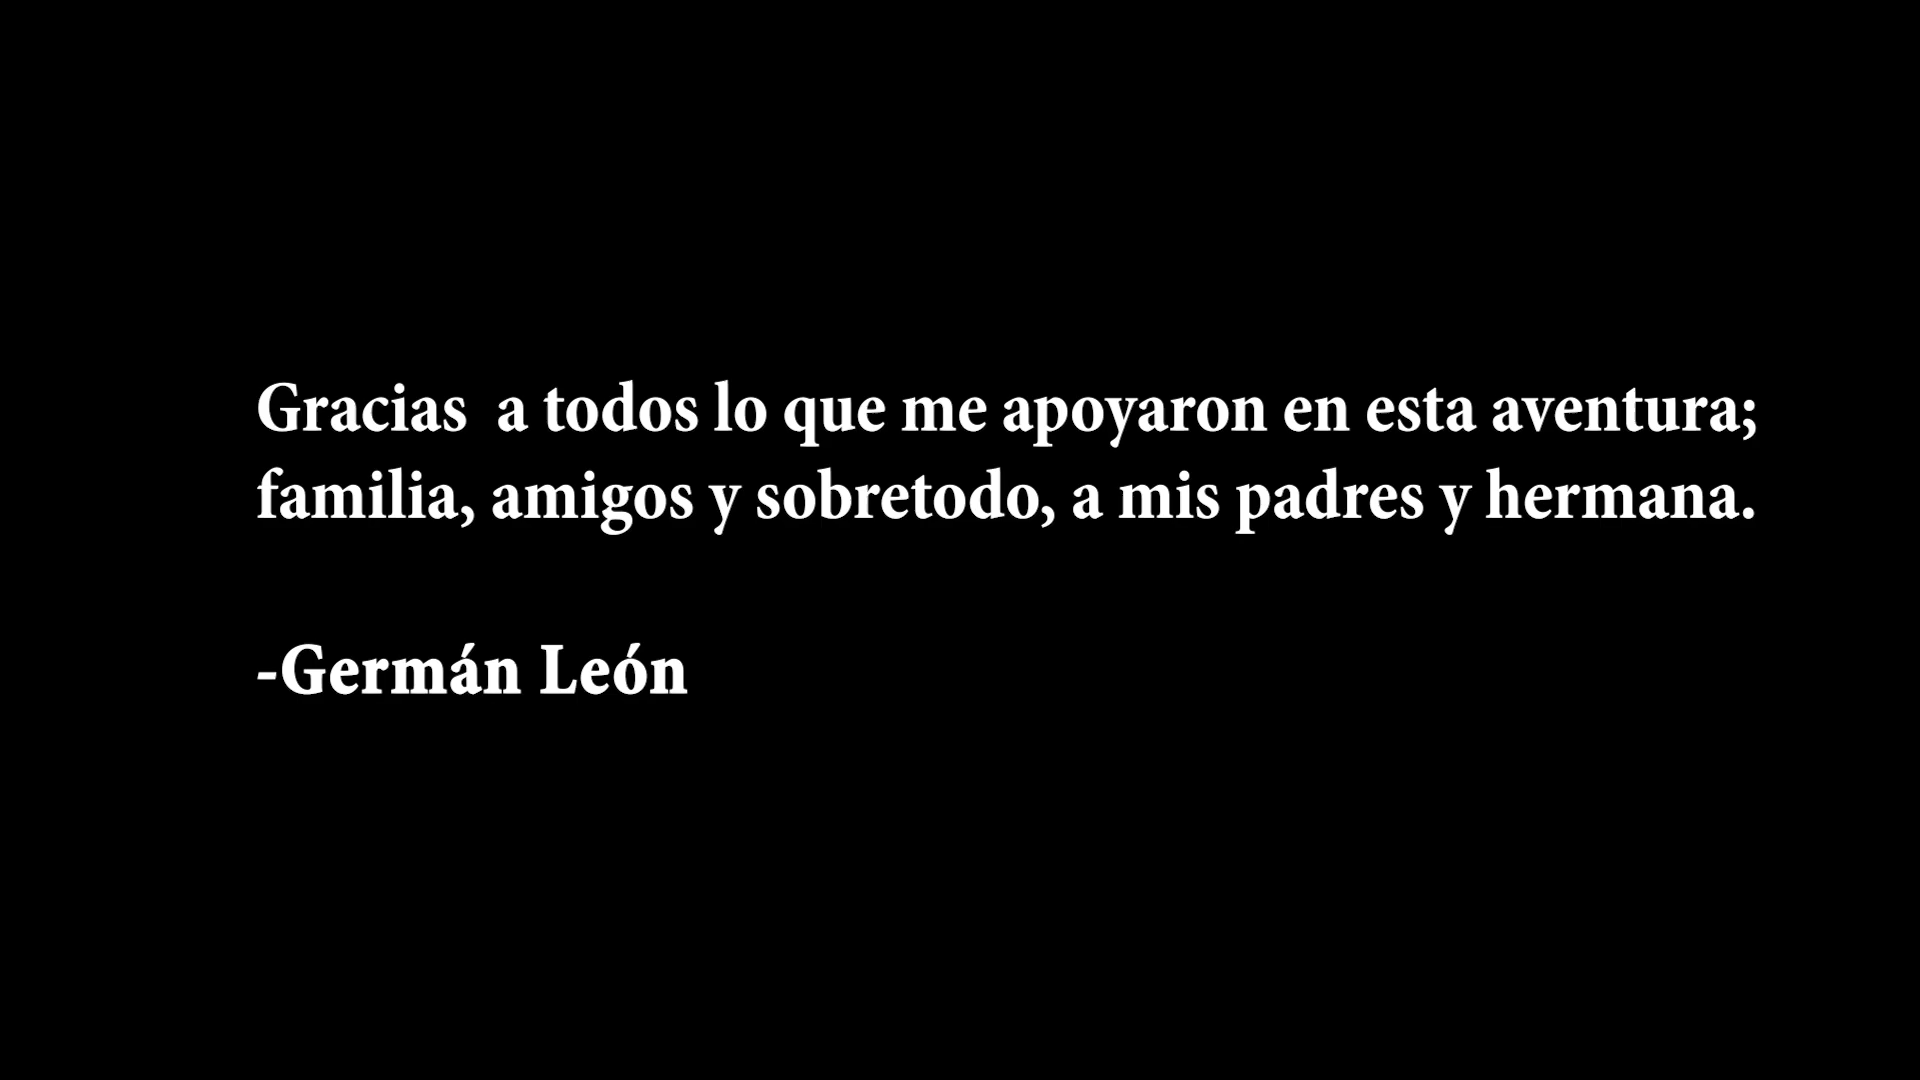 Gracias  a todos lo que me apoyaron en esta aventura;
familia, amigos y sobretodo, a mis padres y hermana.
-Germán León